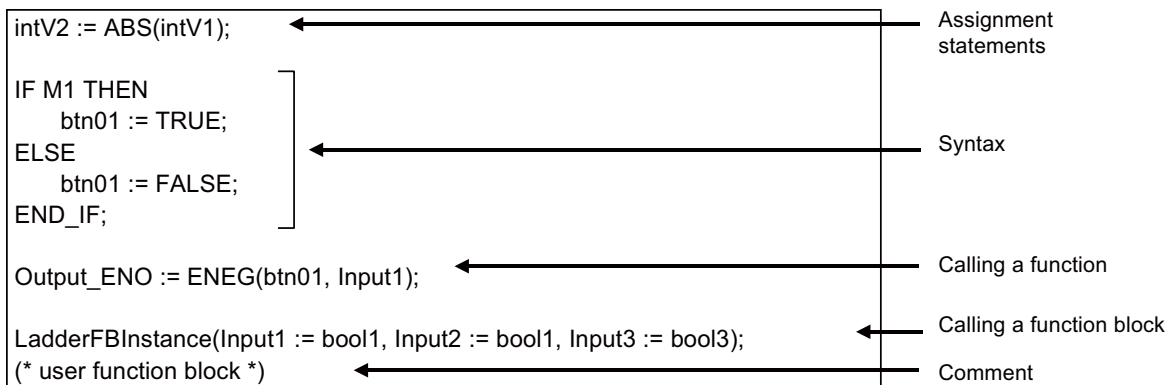 intV2 := ABS(intV1);
Assignment
statements
IF M1 THEN
btn01 := TRUE;
ELSE
Syntax
btn01 := FALSE;
END_IF;
Output_ENO := ENEG(btn01, Input1);
Calling a function
LadderFBInstance(Input1 := bool1, Input2 := bool1, Input3 := bool3);
Calling a function block
(* user function block *)
Comment